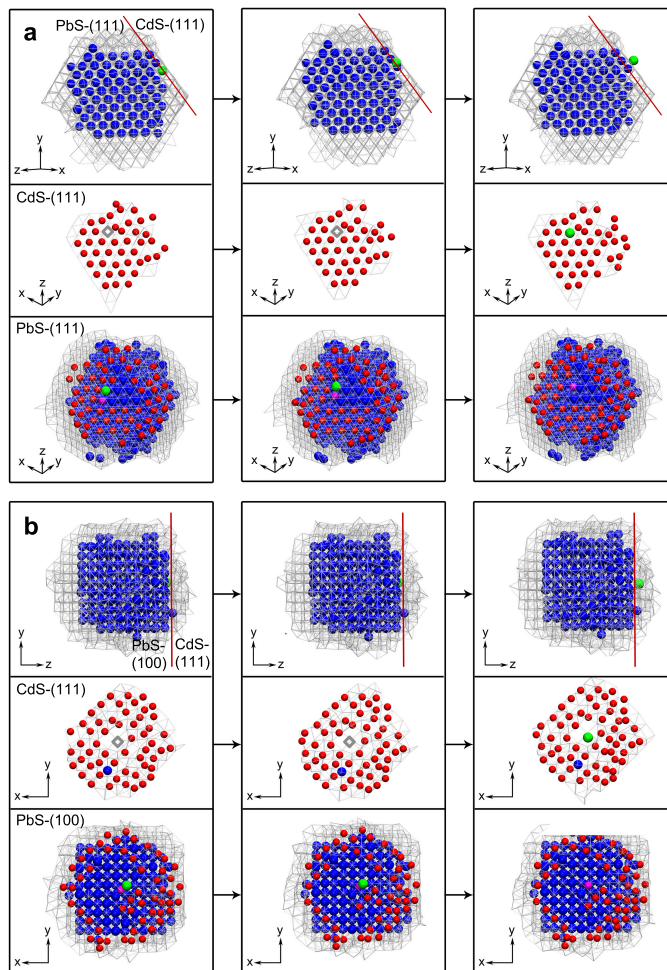 a
PbS-(111) CdS-(111)
y
z x
y
z x
y
z x
CdS-(111)
z
x y
z
x y
z
x y
PbS-(111)
x z y
x z y
x z y
b
PbS- CdS-
(100) (111)
y
z
y
z
y
z
CdS-(111)
y
x
y
x
y
x
PbS-(100)
y
x
y
x
y
x